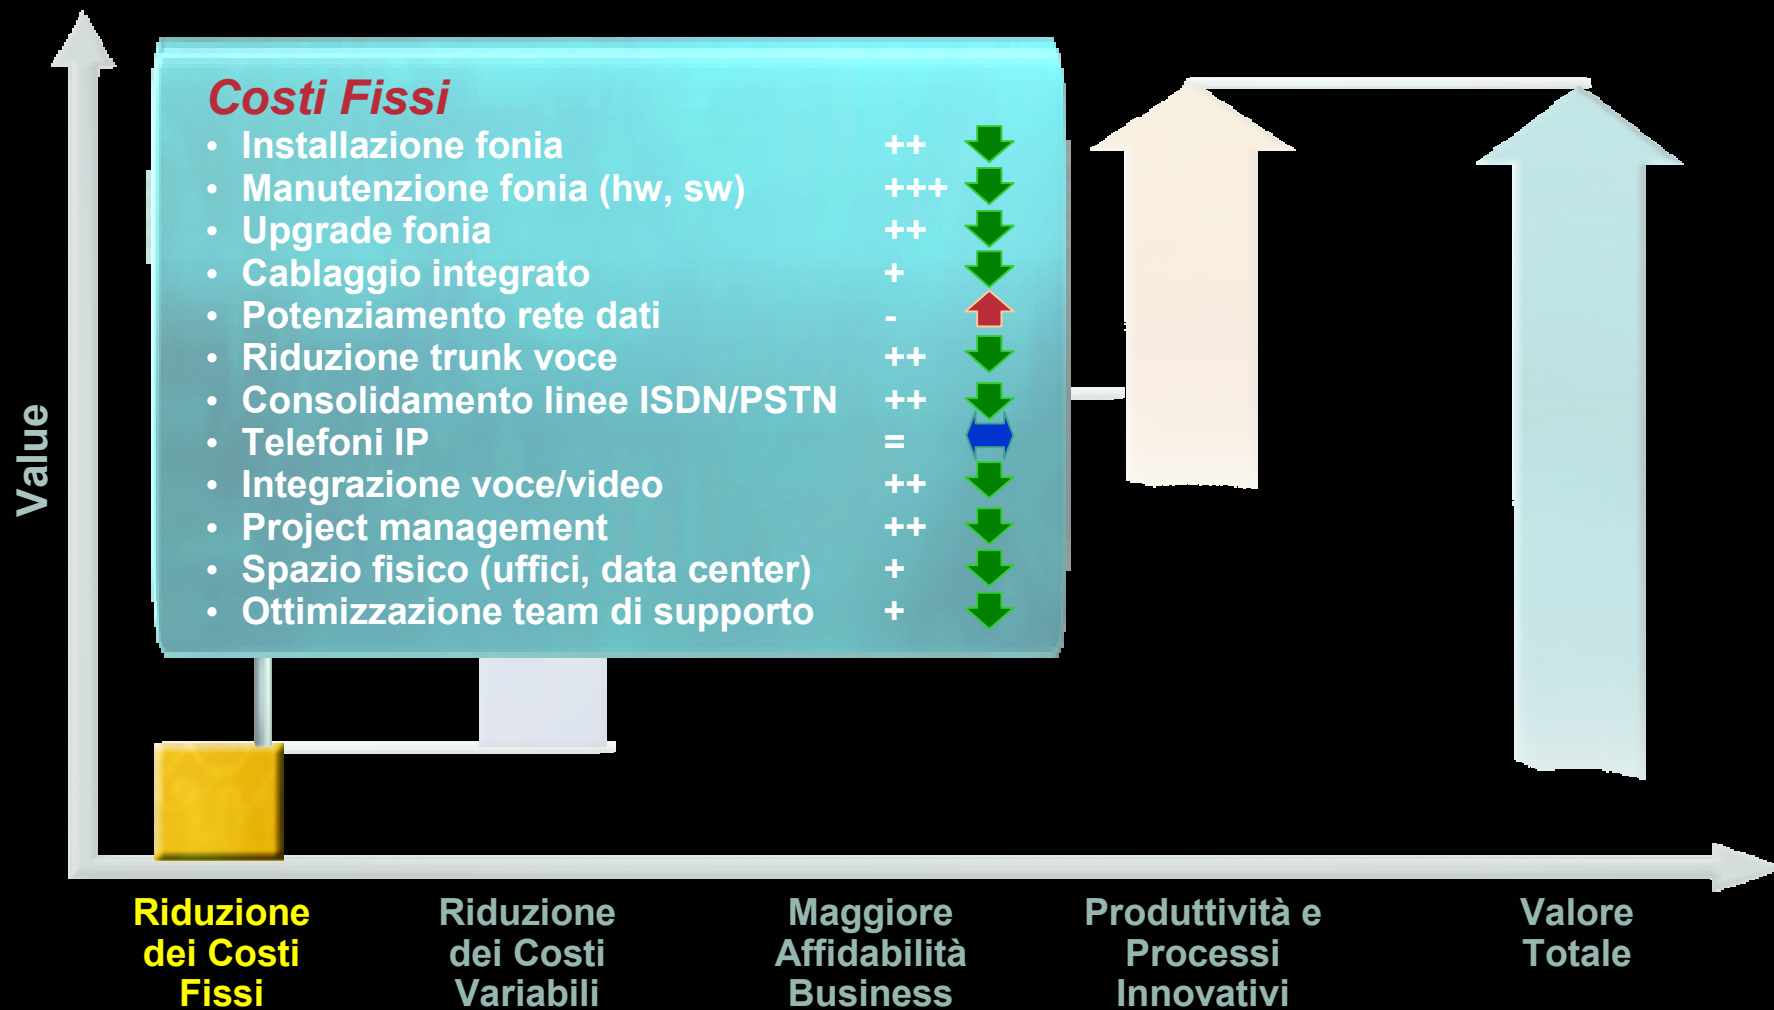 Costi Fissi
• Installazione fonia ++
• Manutenzione fonia (hw, sw) +++
• Upgrade fonia ++
• Cablaggio integrato +
• Potenziamento rete dati -
• Riduzione trunk voce ++
• Consolidamento linee ISDN/PSTN ++
• Telefoni IP =
• Integrazione voce/video ++
• Project management ++
• Spazio fisico (uffici, data center) +
• Ottimizzazione team di supporto +
Value
Riduzione
dei Costi
Fissi
Riduzione
dei Costi
Variabili
Maggiore
Affidabilità
Business
Produttività e
Processi
Innovativi
Valore
Totale